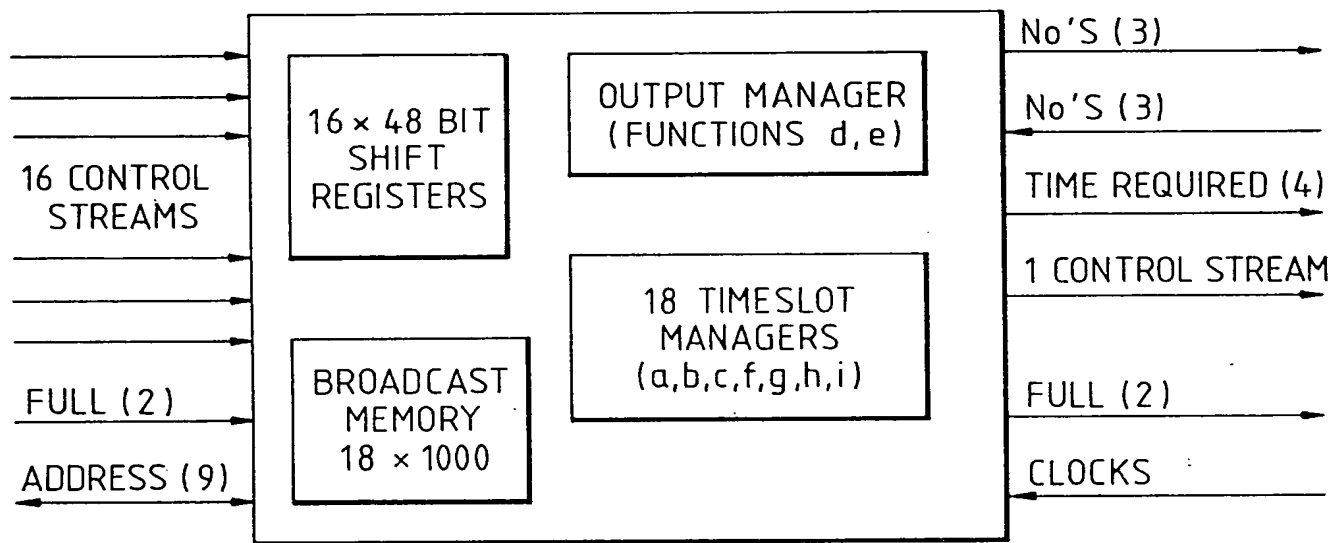 16 CONTROL
STREAMS
FULL (2)
ADDRESS (9)
16 × 48 BIT
SHIFT
REGISTERS
BROADCAST
MEMORY
18 × 1000
OUTPUT MANAGER
(FUNCTIONS d,e)
18 TIMESLOT
MANAGERS
(a,b,c,f,g,h,i)
No'S (3)
No'S (3)
TIME REQUIRED (4)
1 CONTROL STREAM
FULL (2)
CLOCKS